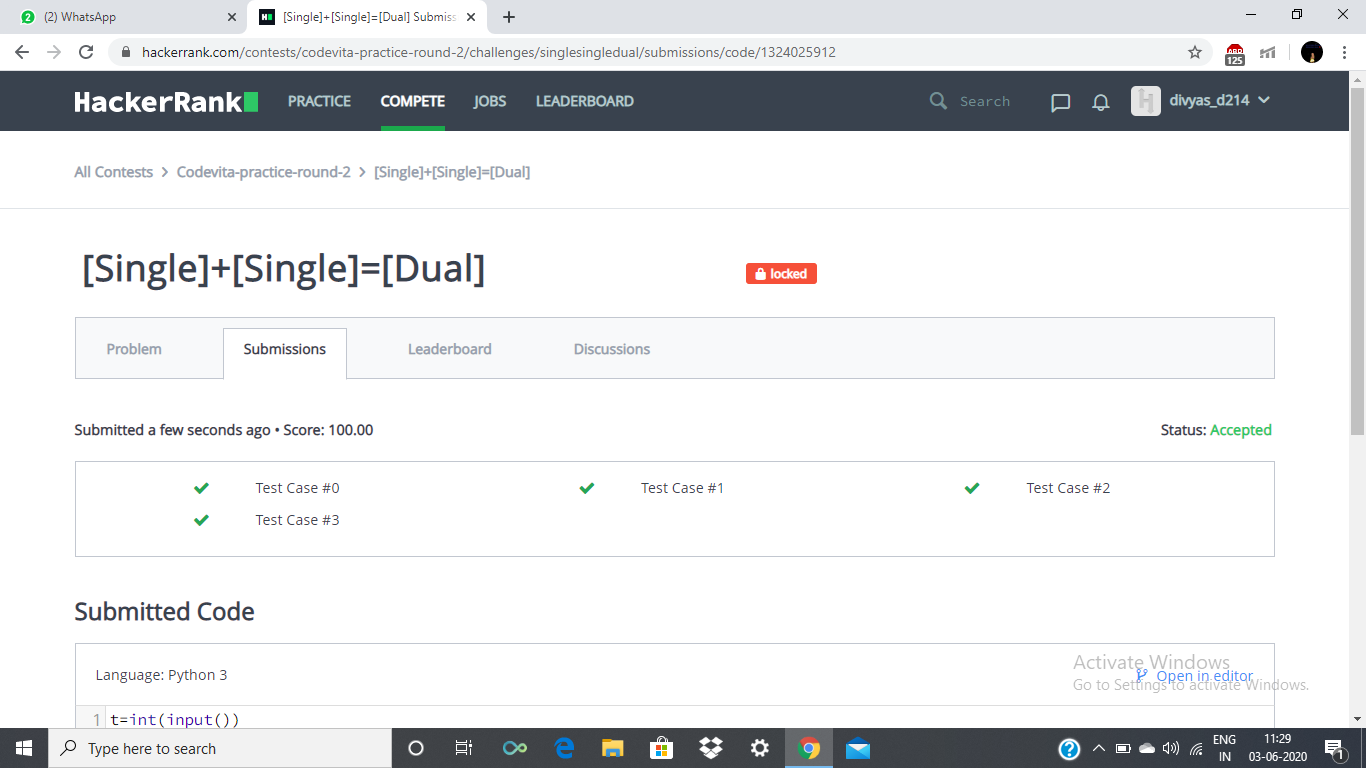 (2) WhatsApp
[Single]+[Single]=[Dual] Submiss
hackerrank.com/contests/codevita-practice-round-2/challenges/singlesingledual/submissions/code/1324025912
ABP
125
HackerRank PRACTICE COMPETE JOBS LEADERBOARD Search divyas_d214
All Contests > Codevita-practice-round-2 > [Single]+[Single]=[Dual]
[Single]+[Single]=[Dual] locked
Problem Submissions Leaderboard Discussions
Submitted a few seconds ago • Score: 100.00 Status: Accepted
Test Case #0 Test Case #1 Test Case #2
Test Case #3
Submitted Code
Language: Python 3 Open in editor
Activate Windows
Go to Settings to activate Windows.
1 t=int(input())
Type here to search
ENG
IN
11:29
03-06-2020
1